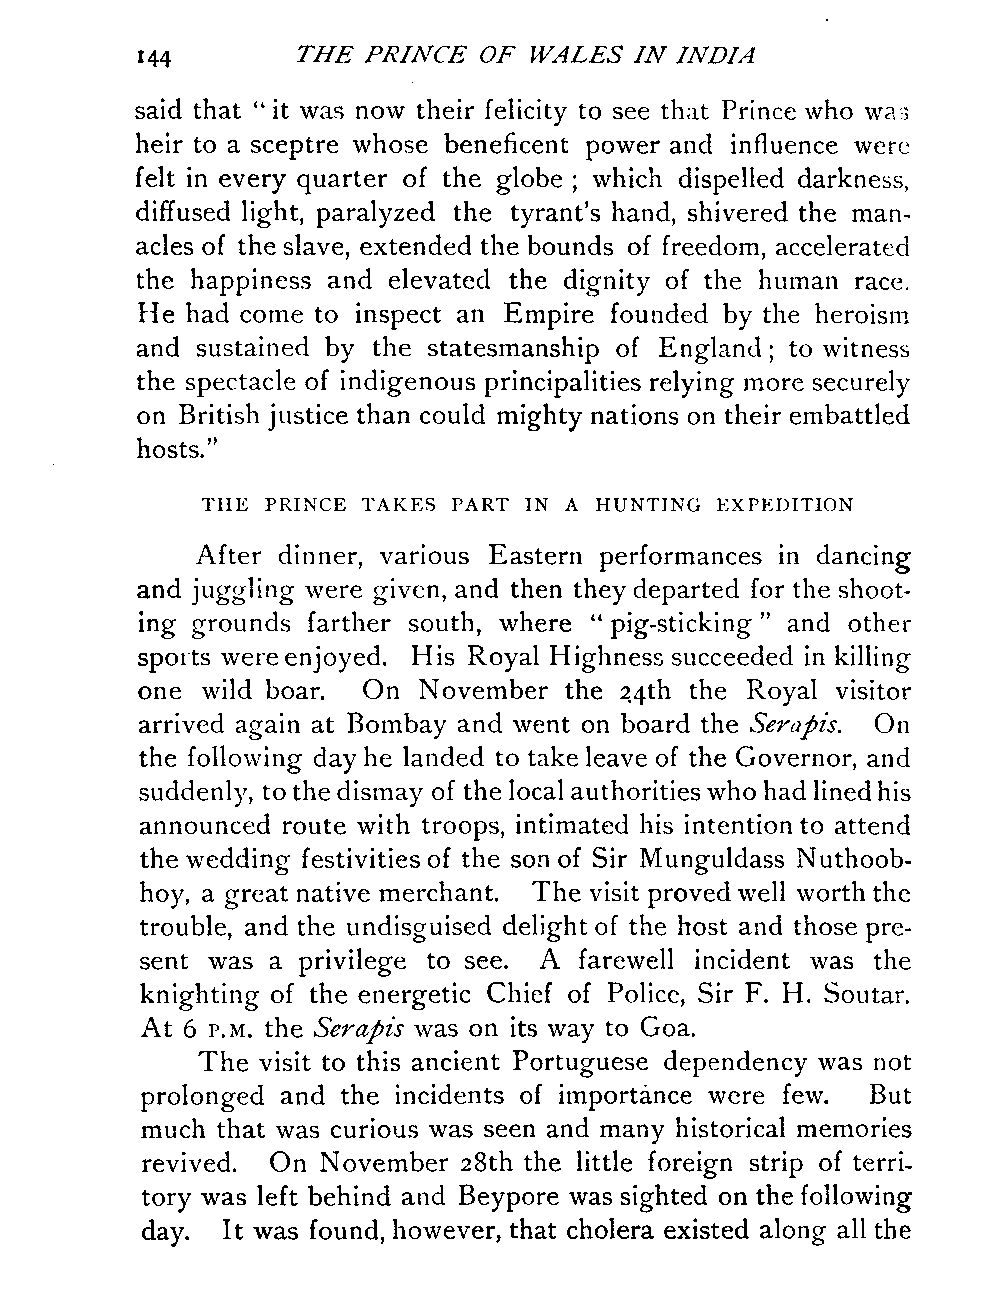 144 THE PRINCE OF WALES IN INDIA
said that “it was now their felicity to see that Prince who was
heir to a sceptre whose beneficent power and influence were
felt in every quarter of the globe ; which dispelled darkness,
diffused light, paralyzed the tyrant's hand, shivered the man-
acles of the slave, extended the bounds of freedom, accelerated
the happiness and elevated the dignity of the human race.
He had come to inspect an Empire founded by the heroism
and sustained by the statesmanship of England ; to witness
the spectacle of indigenous principalities relying more securely
on British justice than could mighty nations on their embattled
hosts.”
THE PRINCE TAKES PART IN A HUNTING EXPEDITION
After dinner, various Eastern performances in dancing
and juggling were given, and then they departed for the shoot-
ing grounds farther south, where “pig-sticking” and other
sports were enjoyed. His Royal Highness succeeded in killing
one wild boar. On November the 24th the Royal visitor
arrived again at Bombay and went on board the Serapis. On
the following day he landed to take leave of the Governor, and
suddenly, to the dismay of the local authorities who had lined his
announced route with troops, intimated his intention to attend
the wedding festivities of the son of Sir Munguldass Nuthoob-
hoy, a great native merchant. The visit proved well worth the
trouble, and the undisguised delight of the host and those pre-
sent was a privilege to see. A farewell incident was the
knighting of the energetic Chief of Police, Sir F. H. Soutar.
At 6 P.M. the Serapis was on its way to Goa.
The visit to this ancient Portuguese dependency was not
prolonged and the incidents of importance were few. But
much that was curious was seen and many historical memories
revived. On November 28th the little foreign strip of terri-
tory was left behind and Beypore was sighted on the following
day. It was found, however, that cholera existed along all the